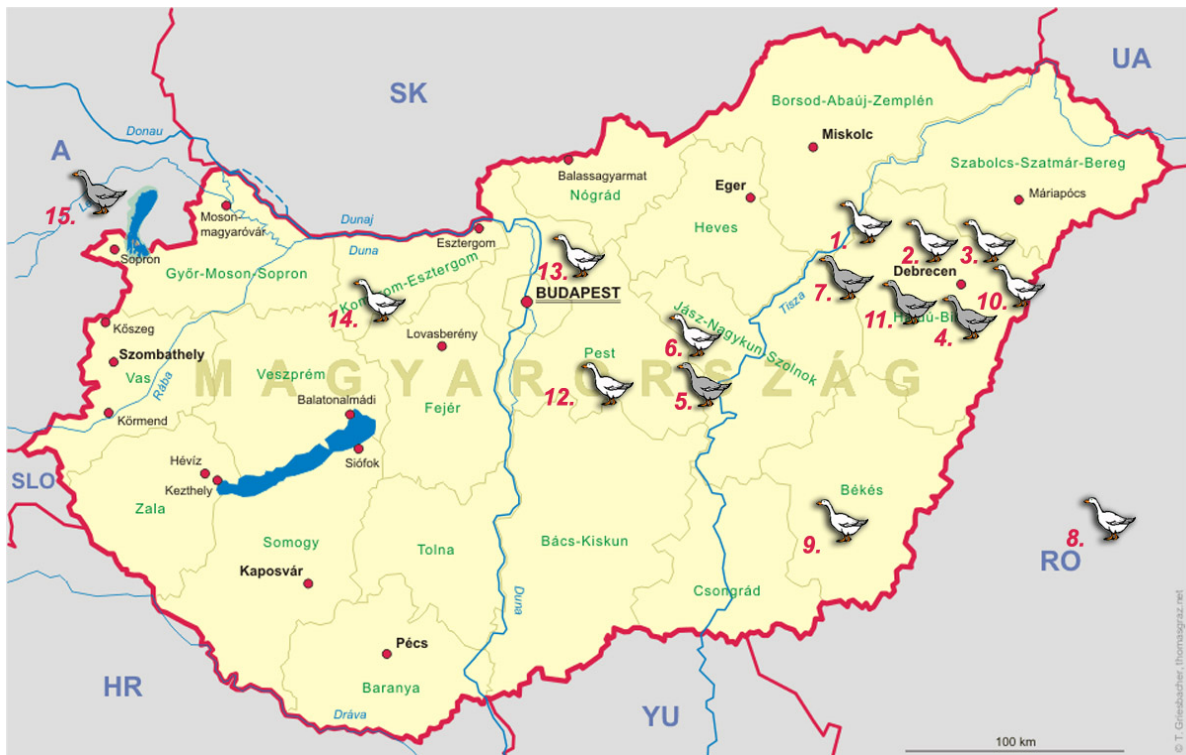 UA
SK
Borsod-Abaúj-Zemplén
Donau
Miskolc
A
Szabolcs-Szatmár-Bereg
Balassagyarmat
Nógrád
Eger
Máriapócs
15.
Moson-
magyaróvár
Dunaj
Heves
Esztergom
1.
2.
3.
Sopron
Duna
Győr-Moson-Sopron
13.
Debrecen
7.
BUDAPEST
10.
Tisza
14.
11.
4.
Kőszeg
Lovasberény
Jász-Nagykun-Szolnok
6.
Szombathely
Pest
Vas
Rába
Veszprém
MAGYARORSZÁG
12.
5.
Balatonalmádi
Fejér
Körmend
Siófok
Hévíz
SLO
Kezthely
Békés
Zala
9.
8.
Somogy
Tolna
Bács-Kiskun
RO
Kaposvár
Duna
Csongrád
Pécs
HR
Baranya
YU
Dráva
100 km
© T. Griesbacher, thomasgraz.net